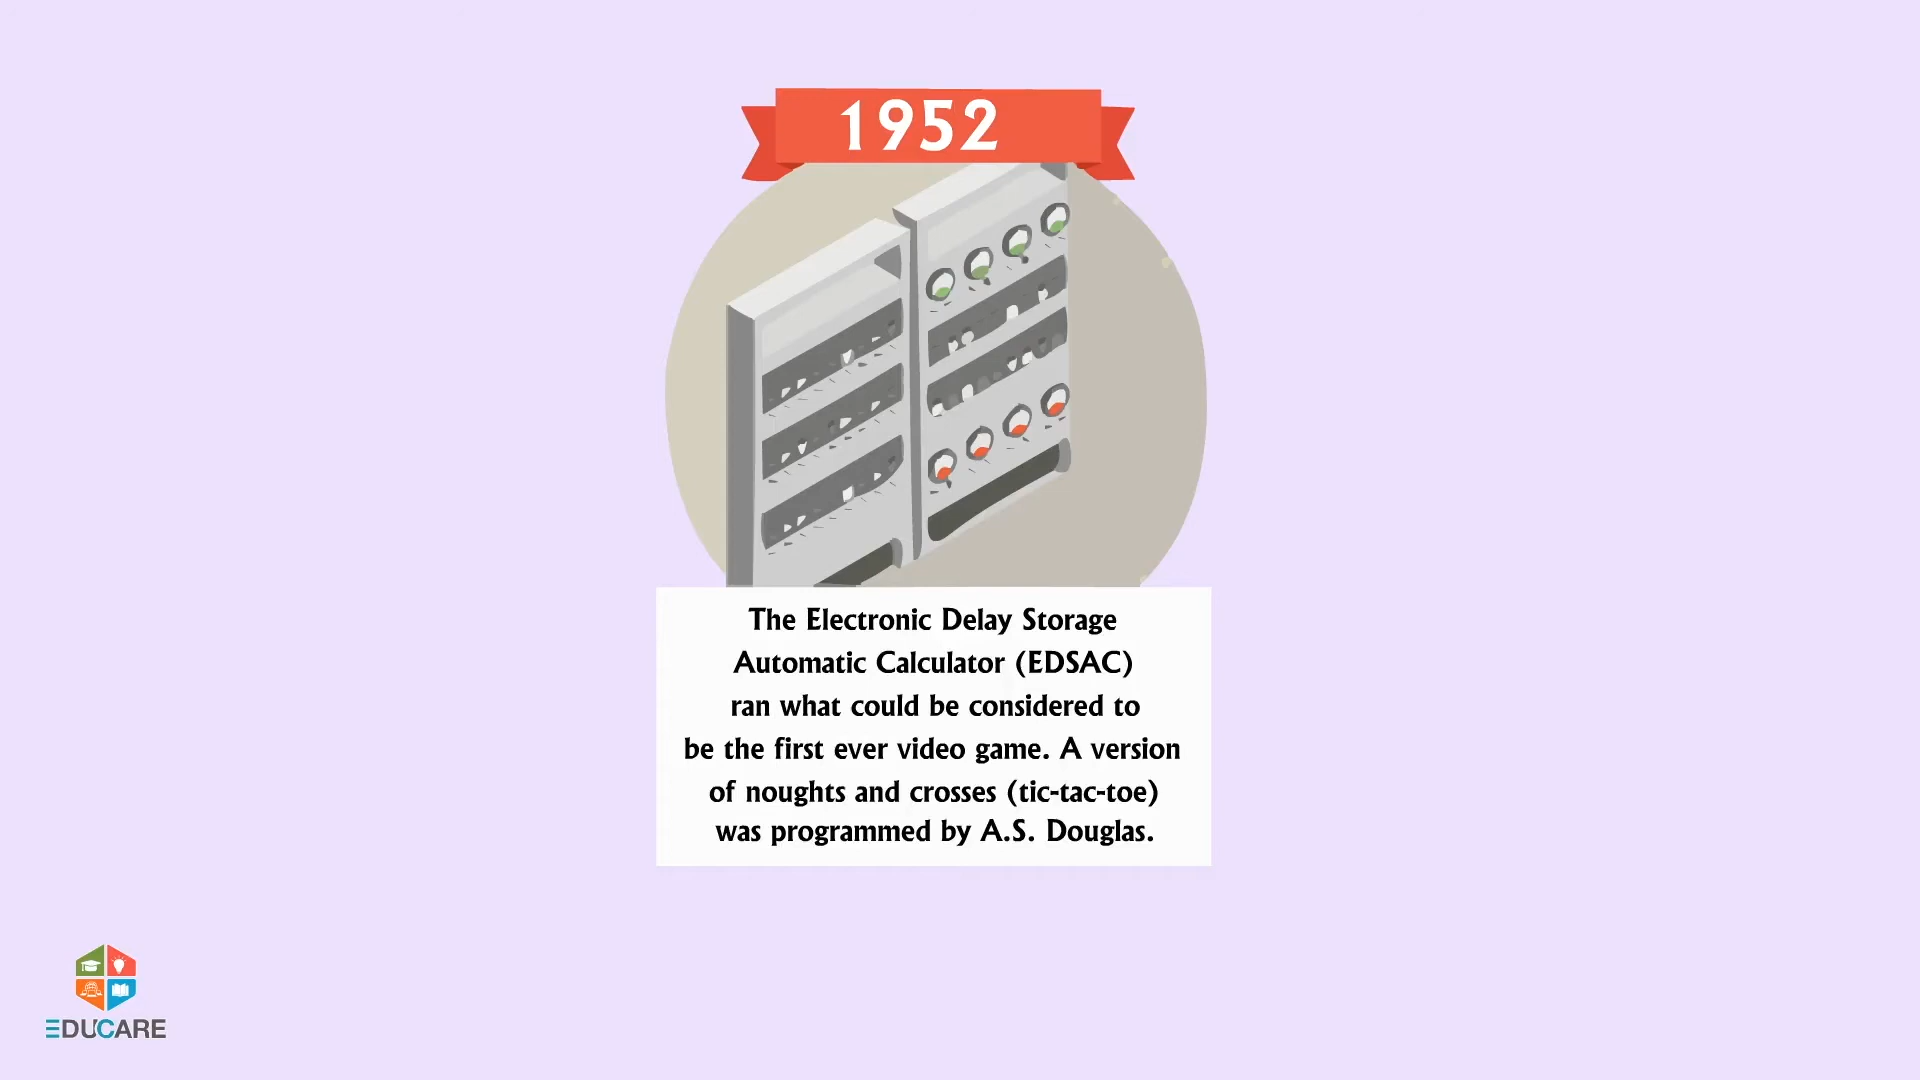 1952
The Electronic Delay Storage
Automatic Calculator (EDSAC)
ran what could be considered to
be the first ever video game. A version
of noughts and crosses (tic-tac-toe)
was programmed by A.S. Douglas.
EDUCARE